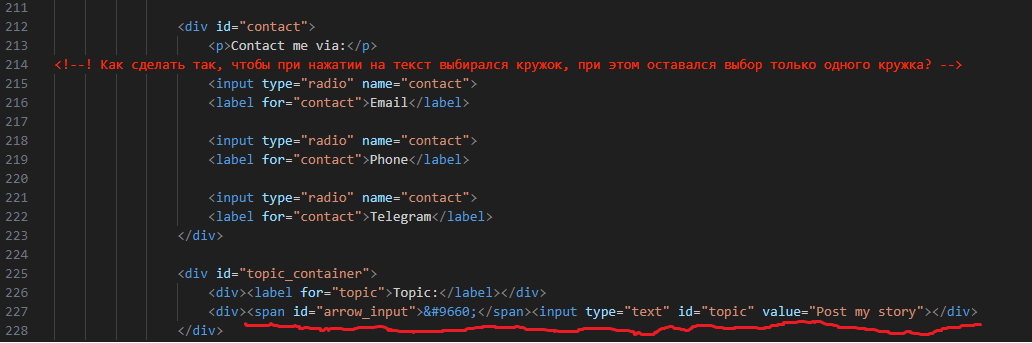 211
212 <div id="contact">
213 <p>Contact me via:</p>
214 <!--! Как сделать так, чтобы при нажатии на текст выбирался кружок, при этом оставался выбор только одного кружка? -->
215 <input type="radio" name="contact">
216 <label for="contact">Email</label>
217
218 <input type="radio" name="contact">
219 <label for="contact">Phone</label>
220
221 <input type="radio" name="contact">
222 <label for="contact">Telegram</label>
223 </div>
224
225 <div id="topic_container">
226 <div><label for="topic">Topic:</label></div>
227 <div><span id="arrow_input">&#9660;</span><input type="text" id="topic" value="Post my story"></div>
228 </div>